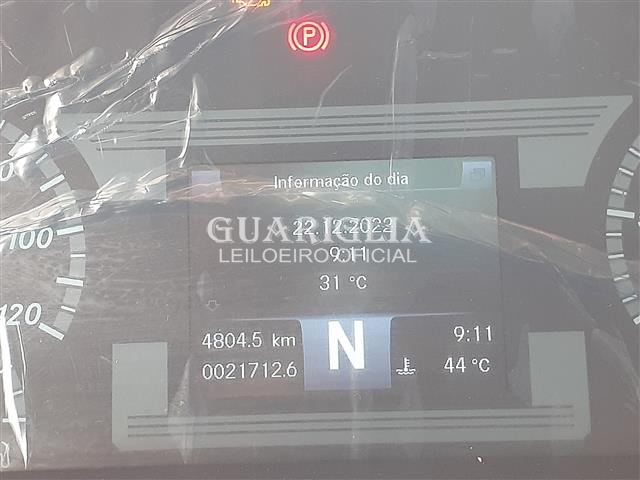 P
Informação do dia
22.12.2022
GUARIGLIA
9:11
LEILOEIRO OFICIAL
31 °C
100
120
4804.5 km
N
9:11
0021712.6
44 °C